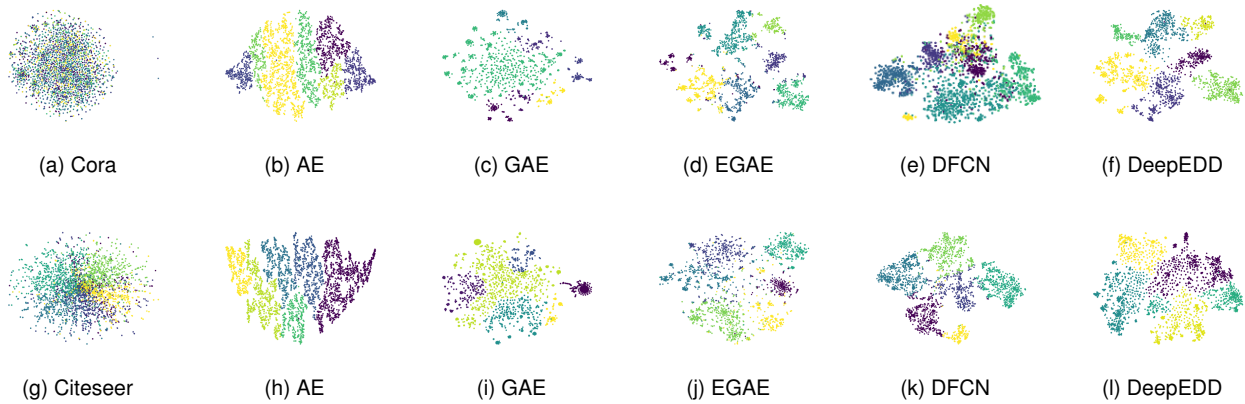 (a) Cora
(b) AE
(c) GAE
(d) EGAE
(e) DFCN
(f) DeepEDD
(g) Citeseer
(h) AE
(i) GAE
(j) EGAE
(k) DFCN
(l) DeepEDD